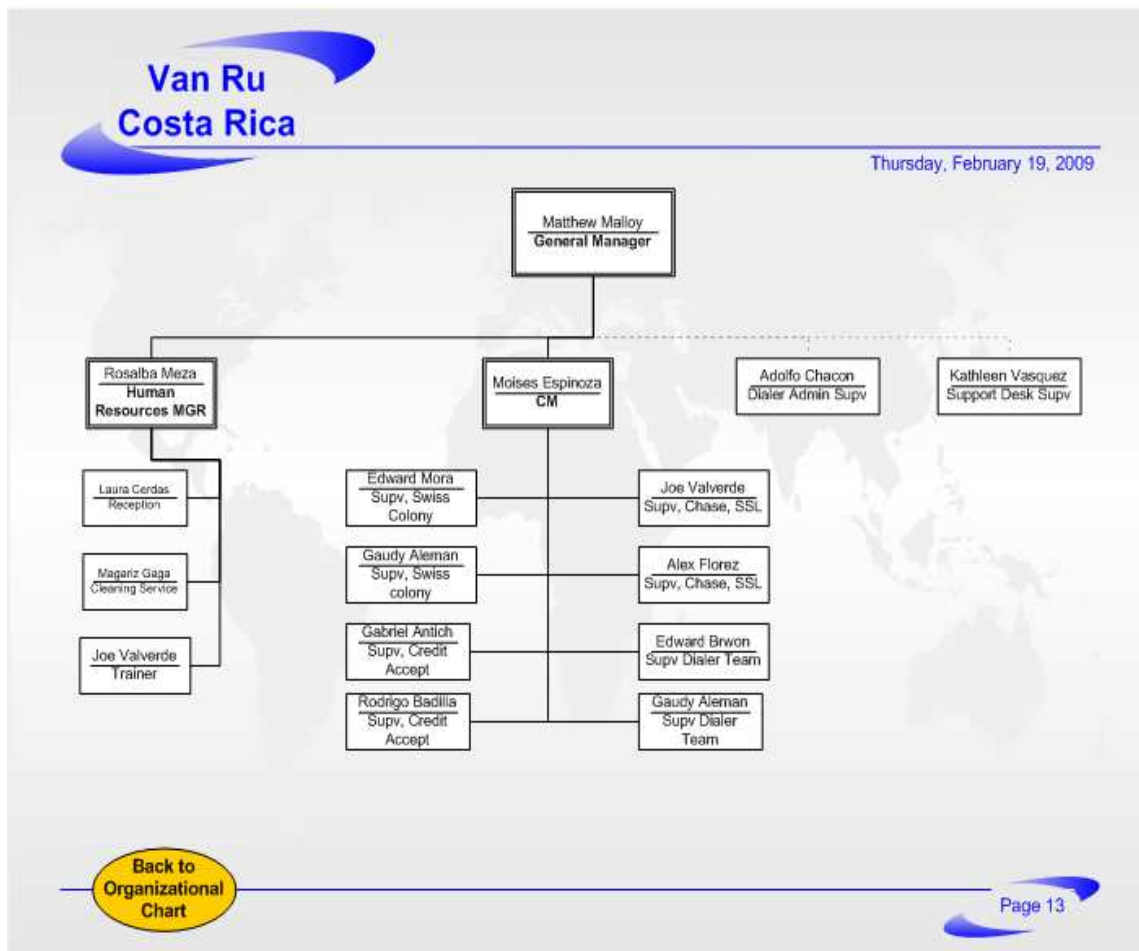 Van Ru
Costa Rica
Thursday, February 19, 2009
Matthew Malloy
General Manager
Rosalba Meza
Human
Resources MGR
Moises Espinoza
CM
Adolfo Chacon
Dialer Admin Supv
Kathleen Vasquez
Support Desk Supv
Laura Cerdas
Reception
Magariz Gaga
Cleaning Service
Joe Valverde
Trainer
Edward Mora
Supv, Swiss
Colony
Joe Valverde
Supv, Chase, SSL
Gaudy Aleman
Supv, Swiss
colony
Alex Florez
Supv, Chase, SSL
Gabriel Antich
Supv, Credit
Accept
Edward Brwon
Supv Dialer Team
Rodrigo Badilla
Supv, Credit
Accept
Gaudy Aleman
Supv Dialer
Team
Back to
Organizational
Chart
Page 13